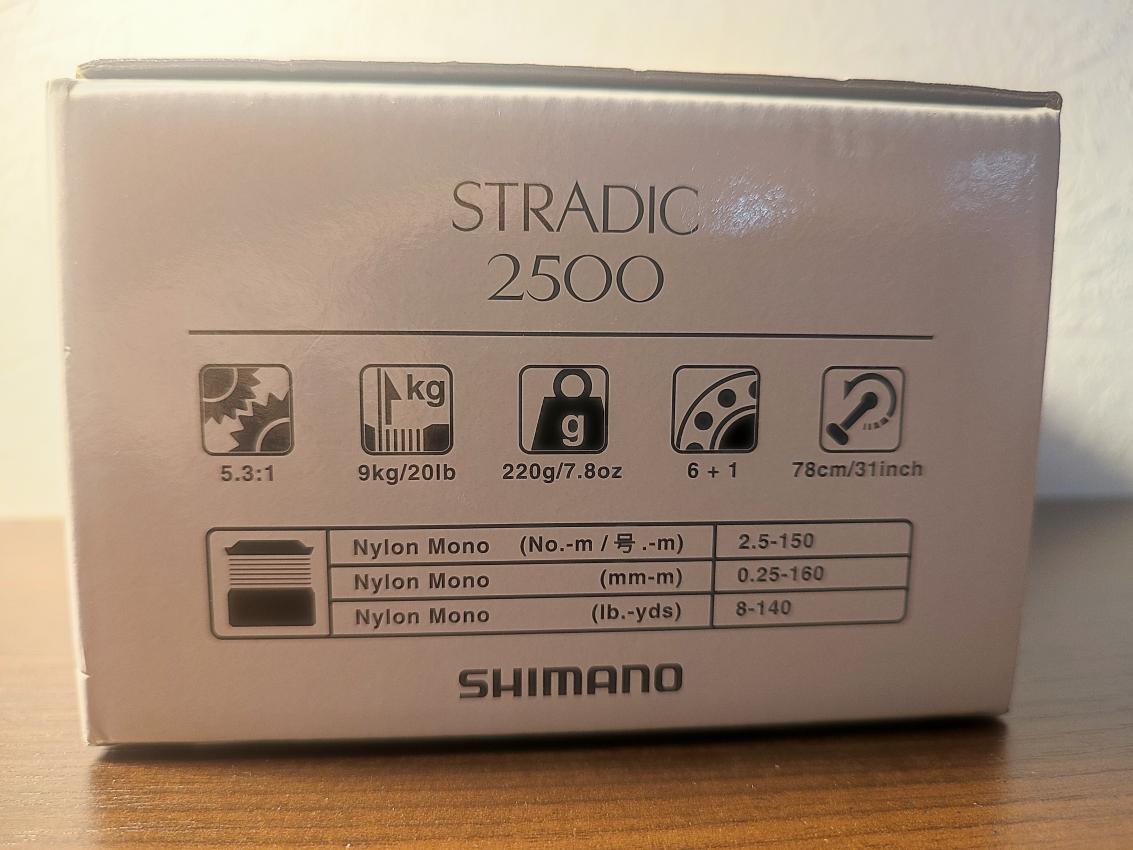 STRADIC
2500
kg
g
5.3:1 9kg/20lb 220g/7.8oz 6 + 1 78cm/31inch
Nylon Mono (No.-m / 号 .-m) 2.5-150
Nylon Mono (mm-m) 0.25-160
Nylon Mono (lb.-yds) 8-140
SHIMANO